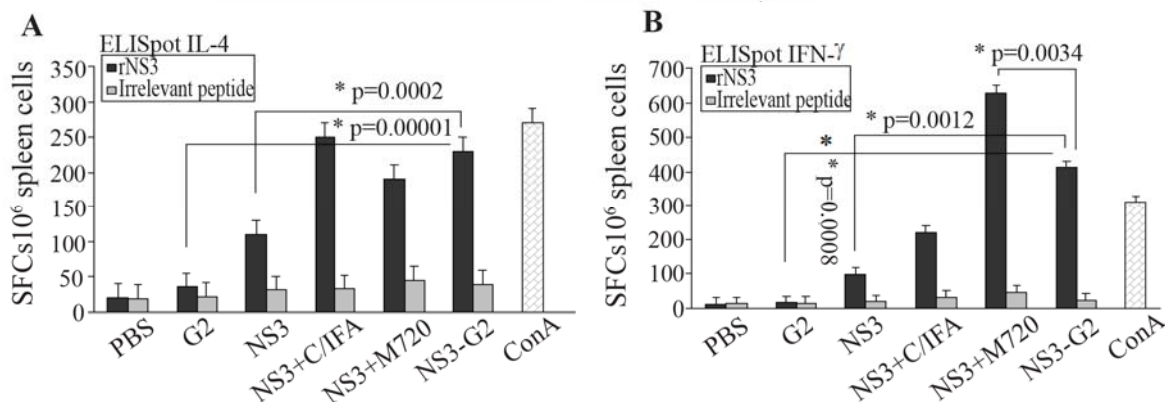 A
ELISpot IL-4
rNS3
Irrelevant peptide
* p=0.0002
* p=0.00001
350
300
250
200
150
100
50
0
SFCs10⁶ spleen cells
PBS
G2
NS3
NS3+C/IFA
NS3+M720
NS3-G2
ConA
B
ELISpot IFN-γ
rNS3
Irrelevant peptide
* p=0.0034
* p=0.0012
*
* p=0.0008
700
600
500
400
300
200
100
0
SFCs10⁶ spleen cells
PBS
G2
NS3
NS3+C/IFA
NS3+M720
NS3-G2
ConA